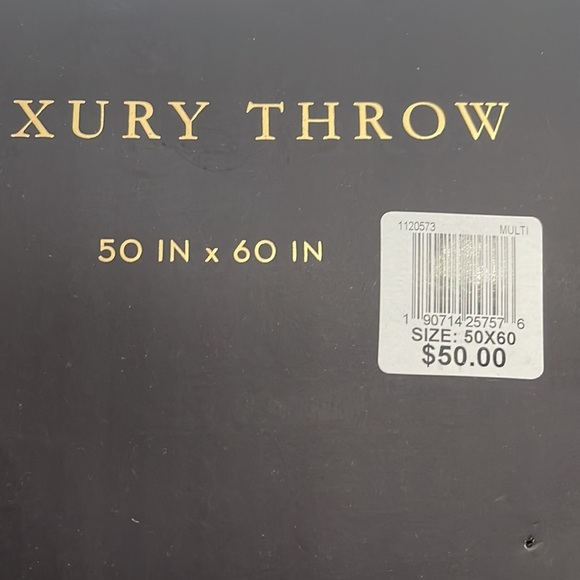 XURY THROW
50 IN x 60 IN
1120573 MULTI
1 90714 25757 6
SIZE: 50X60
$50.00